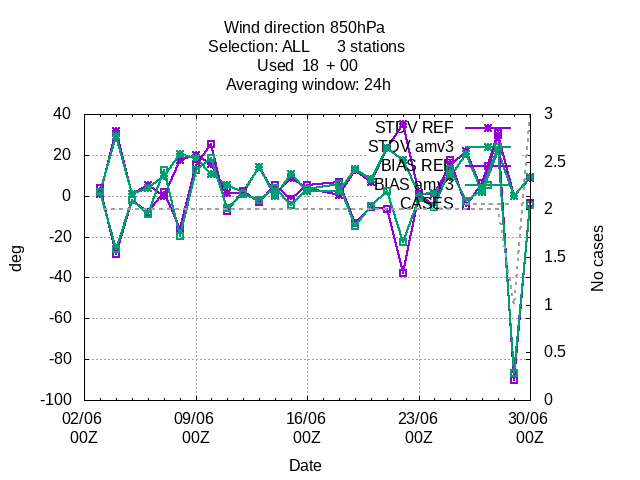 Wind direction 850hPa
Selection: ALL 3 stations
Used 18 + 00
Averaging window: 24h
40
20
0
-20
-40
-60
-80
-100
deg
3
2.5
2
1.5
1
0.5
0
No cases
STDV REF
STDV amv3
BIAS REF
BIAS amv3
CASES
02/06 09/06 16/06 23/06 30/06
00Z 00Z 00Z 00Z 00Z
Date